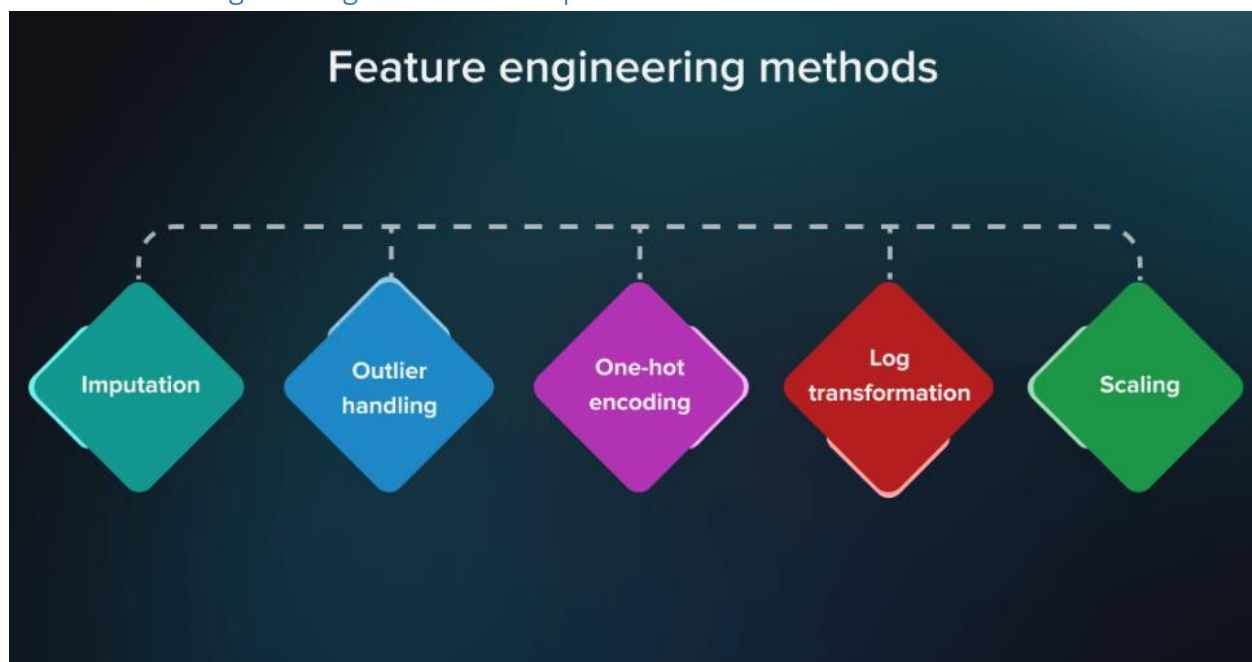 Feature engineering methods
Imputation
Outlier
handling
One-hot
encoding
Log
transformation
Scaling